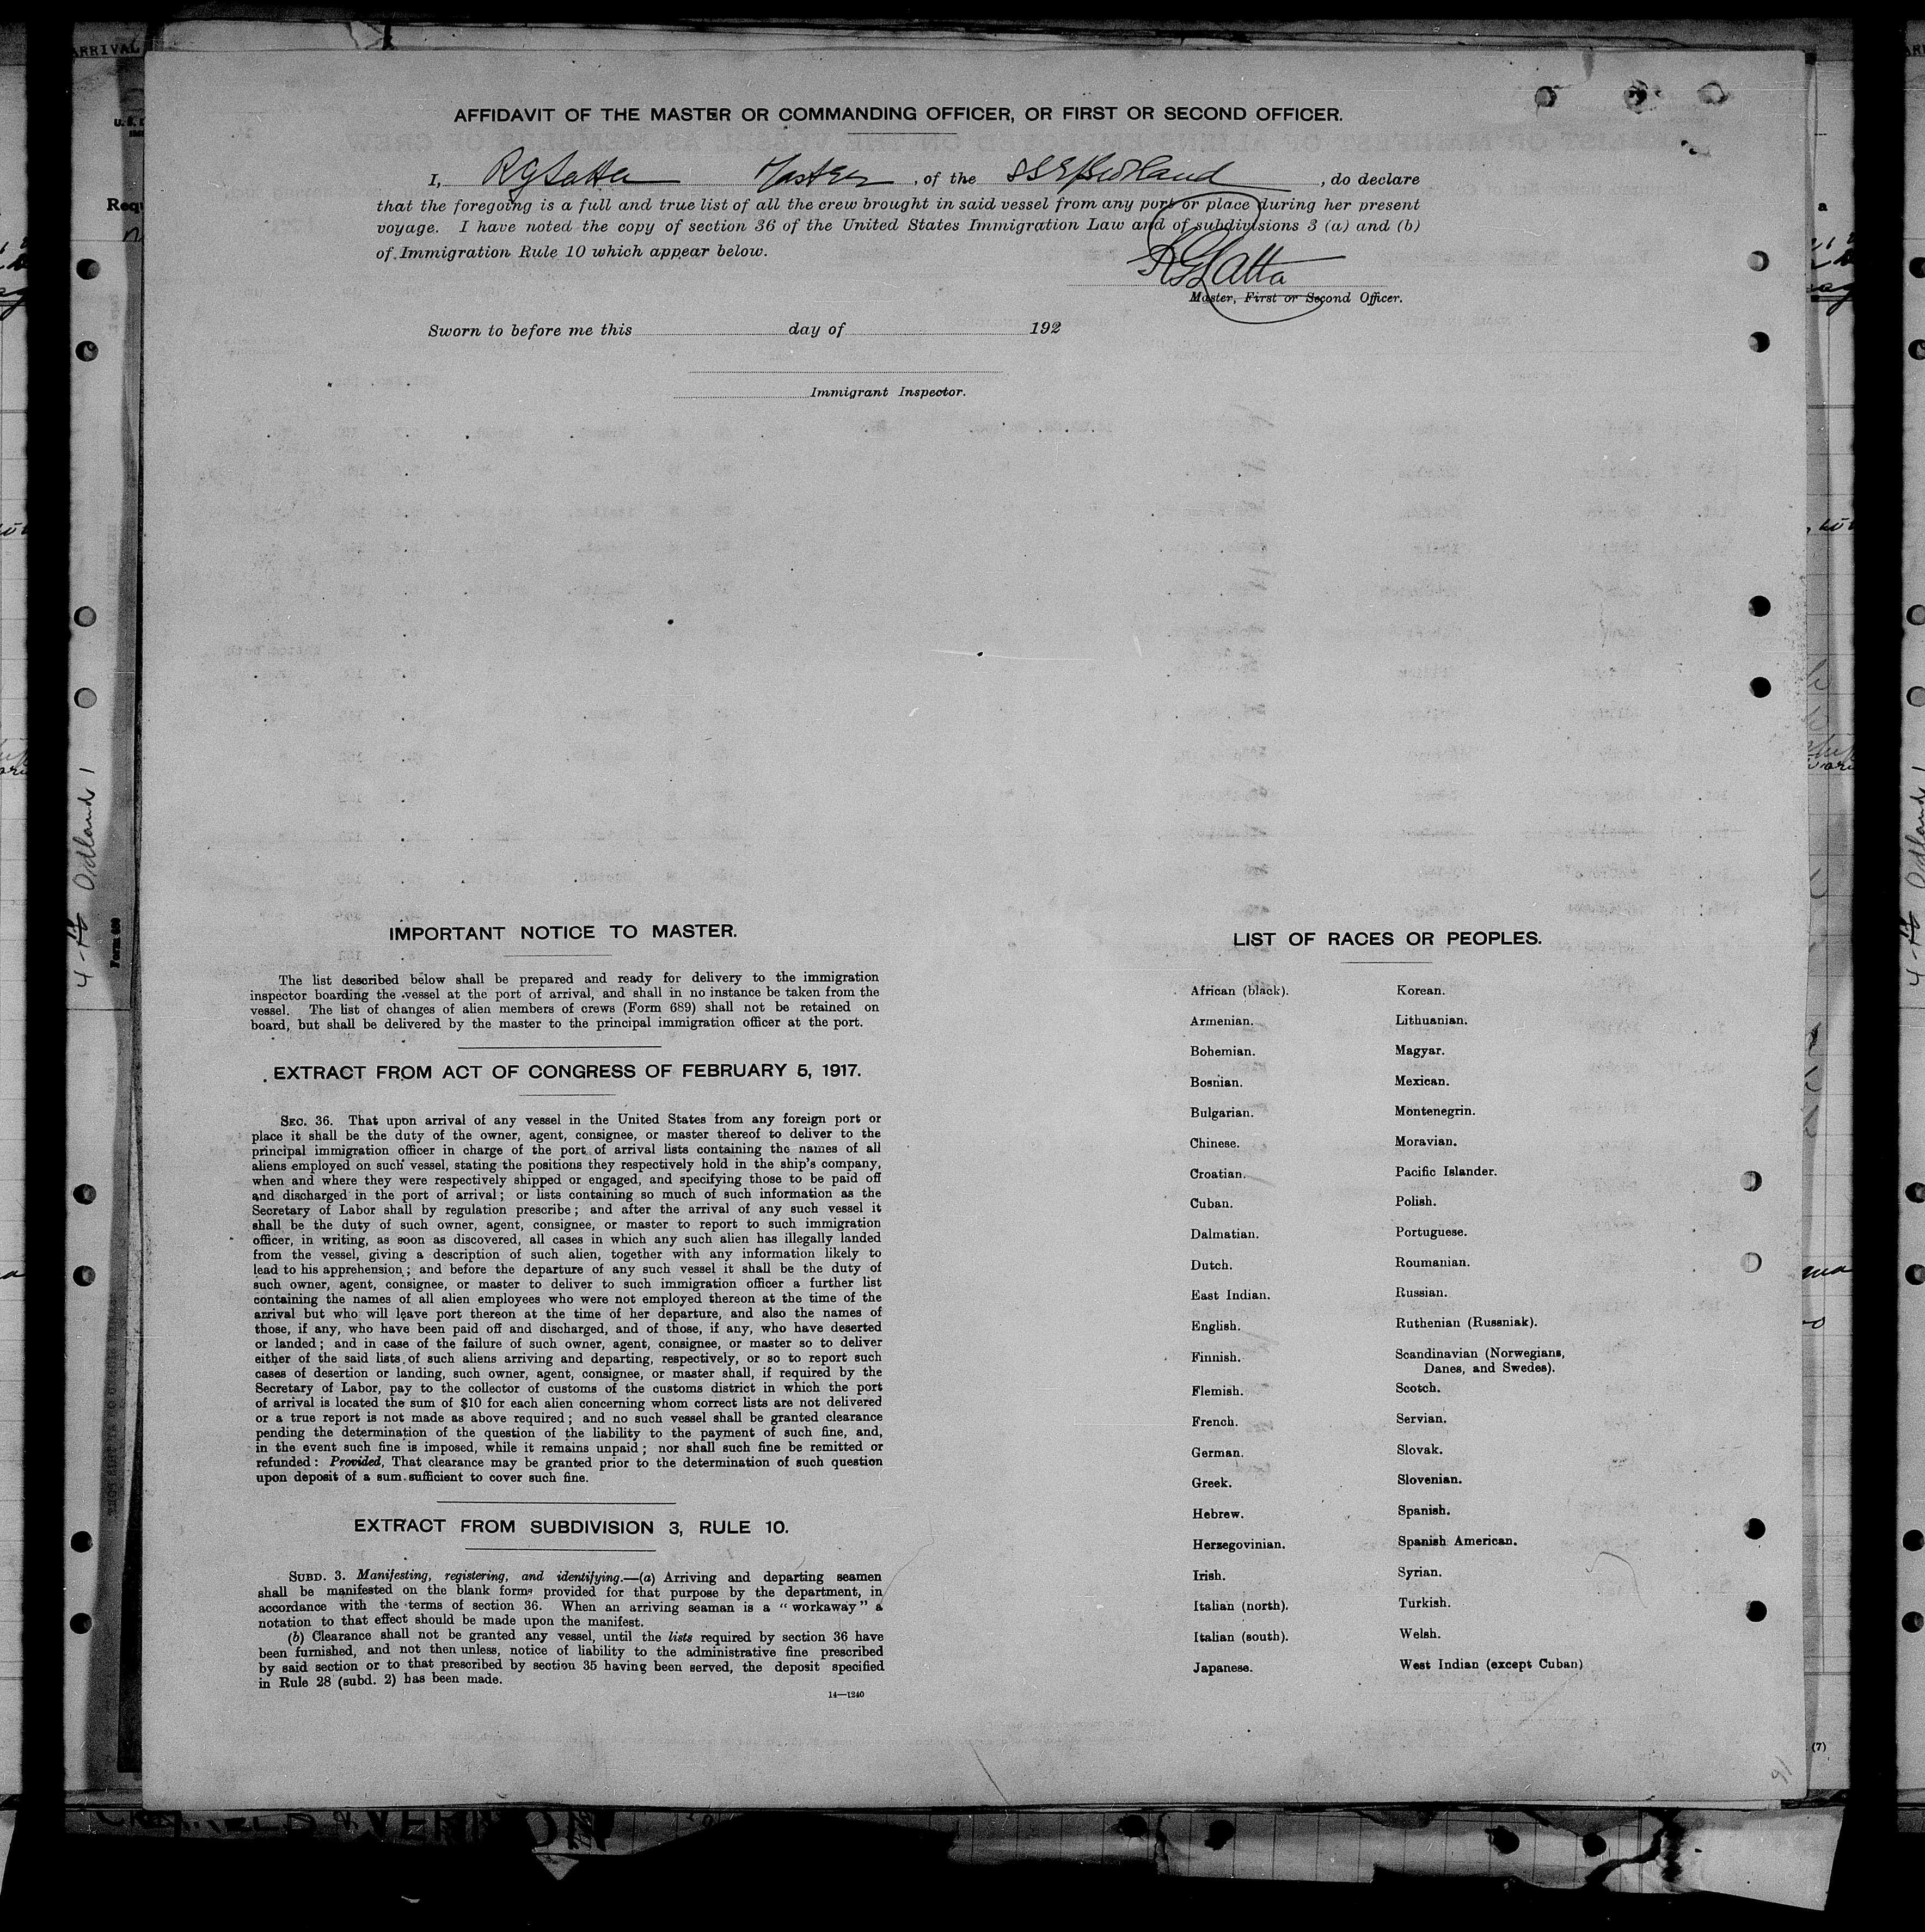 AFFIDAVIT OF THE MASTER OR COMMANDING OFFICER, OR FIRST OR SECOND OFFICER.
I, R G Latta Master, of the SS , do declare
that the foregoing is a full and true list of all the crew brought in said vessel from any port or place during her present
voyage. I have noted the copy of section 36 of the United States Immigration Law and of subdivisions 3 (a) and (b)
of Immigration Rule 10 which appear below.
R G Latta
Master, First or Second Officer.
Sworn to before me this day of 192
Immigrant Inspector.
IMPORTANT NOTICE TO MASTER.
The list described below shall be prepared and ready for delivery to the immigration
inspector boarding the vessel at the port of arrival, and shall in no instance be taken from the
vessel. The list of changes of alien members of crews (Form 689) shall not be retained on
board, but shall be delivered by the master to the principal immigration officer at the port.
EXTRACT FROM ACT OF CONGRESS OF FEBRUARY 5, 1917.
SEC. 36. That upon arrival of any vessel in the United States from any foreign port or
place it shall be the duty of the owner, agent, consignee, or master thereof to deliver to the
principal immigration officer in charge of the port of arrival lists containing the names of all
aliens employed on such vessel, stating the positions they respectively hold in the ship's company,
when and where they were respectively shipped or engaged, and specifying those to be paid off
and discharged in the port of arrival; or lists containing so much of such information as the
Secretary of Labor shall by regulation prescribe; and after the arrival of any such vessel it
shall be the duty of such owner, agent, consignee, or master to report to such immigration
officer, in writing, as soon as discovered, all cases in which any such alien has illegally landed
from the vessel, giving a description of such alien, together with any information likely to
lead to his apprehension; and before the departure of any such vessel it shall be the duty of
such owner, agent, consignee, or master to deliver to such immigration officer a further list
containing the names of all alien employees who were not employed thereon at the time of the
arrival but who will leave port thereon at the time of her departure, and also the names of
those, if any, who have been paid off and discharged, and of those, if any, who have deserted
or landed; and in case of the failure of such owner, agent, consignee, or master so to deliver
either of the said lists of such aliens arriving and departing, respectively, or so to report such
cases of desertion or landing, such owner, agent, consignee, or master shall, if required by the
Secretary of Labor, pay to the collector of customs of the customs district in which the port
of arrival is located the sum of $10 for each alien concerning whom correct lists are not delivered
or a true report is not made as above required; and no such vessel shall be granted clearance
pending the determination of the question of the liability to the payment of such fine, and,
in the event such fine is imposed, while it remains unpaid; nor shall such fine be remitted or
refunded: Provided, That clearance may be granted prior to the determination of such question
upon deposit of a sum sufficient to cover such fine.
EXTRACT FROM SUBDIVISION 3, RULE 10.
SUBD. 3. Manifesting, registering, and identifying.—(a) Arriving and departing seamen
shall be manifested on the blank forms provided for that purpose by the department, in
accordance with the terms of section 36. When an arriving seaman is a "workaway" a
notation to that effect should be made upon the manifest.
(b) Clearance shall not be granted any vessel, until the lists required by section 36 have
been furnished, and not then unless, notice of liability to the administrative fine prescribed
by said section or to that prescribed by section 35 having been served, the deposit specified
in Rule 28 (subd. 2) has been made.
14—1240
LIST OF RACES OR PEOPLES.
African (black). Korean.
Armenian. Lithuanian.
Bohemian. Magyar.
Bosnian. Mexican.
Bulgarian. Montenegrin.
Chinese. Moravian.
Croatian. Pacific Islander.
Cuban. Polish.
Dalmatian. Portuguese.
Dutch. Roumanian.
East Indian. Russian.
English. Ruthenian (Russniak).
Finnish. Scandinavian (Norwegians,
Danes, and Swedes).
Flemish. Scotch.
French. Servian.
German. Slovak.
Greek. Slovenian.
Hebrew. Spanish.
Herzegovinian. Spanish American.
Irish. Syrian.
Italian (north). Turkish.
Italian (south). Welsh.
Japanese. West Indian (except Cuban)
ARRIVAL
(7)